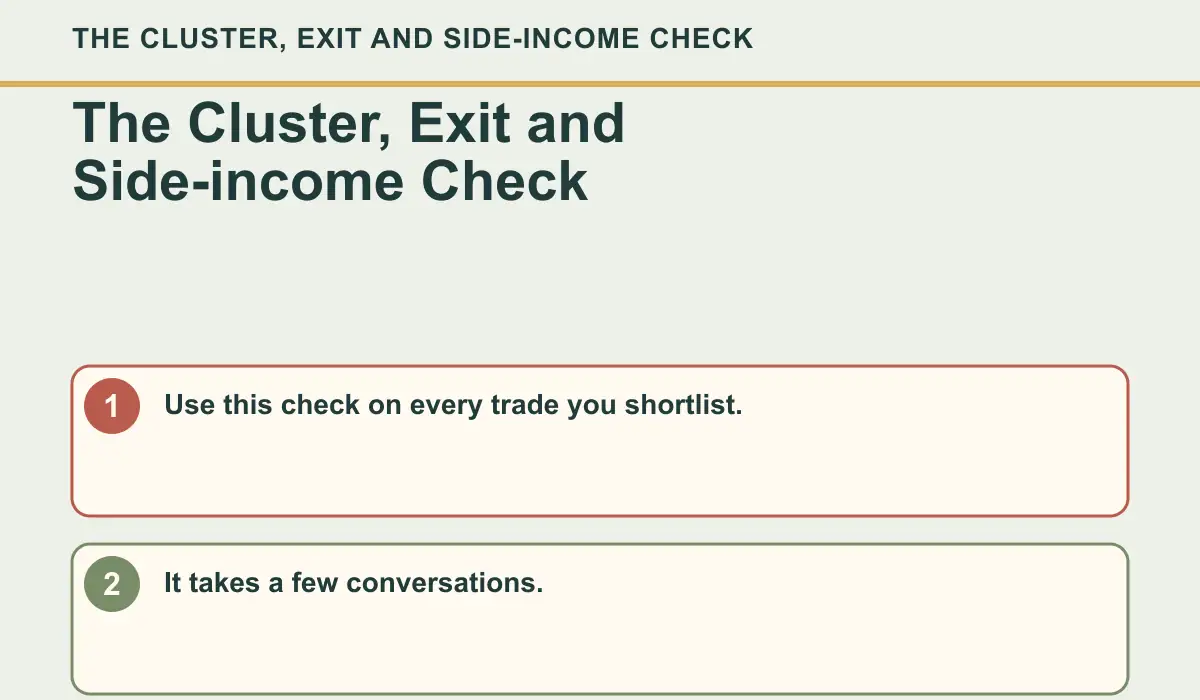 THE CLUSTER, EXIT AND SIDE-INCOME CHECK
The Cluster, Exit and
Side-income Check
1
Use this check on every trade you shortlist.
2
It takes a few conversations.